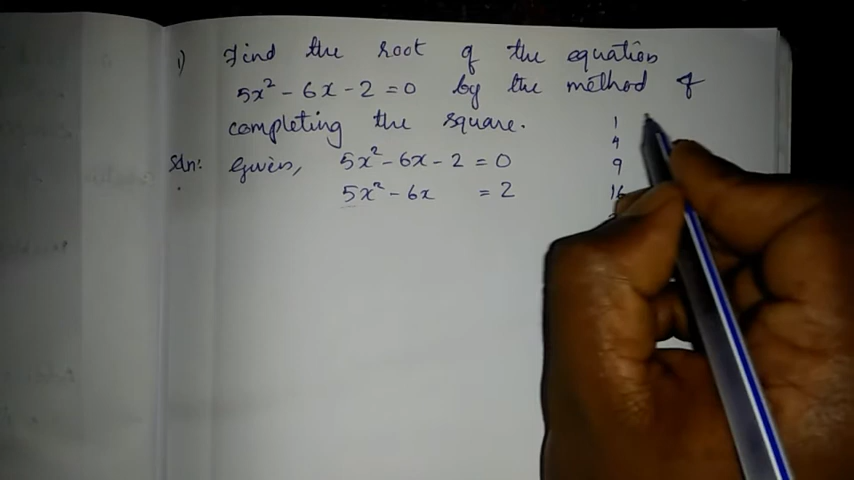 1) Find the root of the equation
5x² - 6x - 2 = 0 by the method of
completing the square.
Soln: Given, 5x² - 6x - 2 = 0
5x² - 6x = 2
1
4
9
16